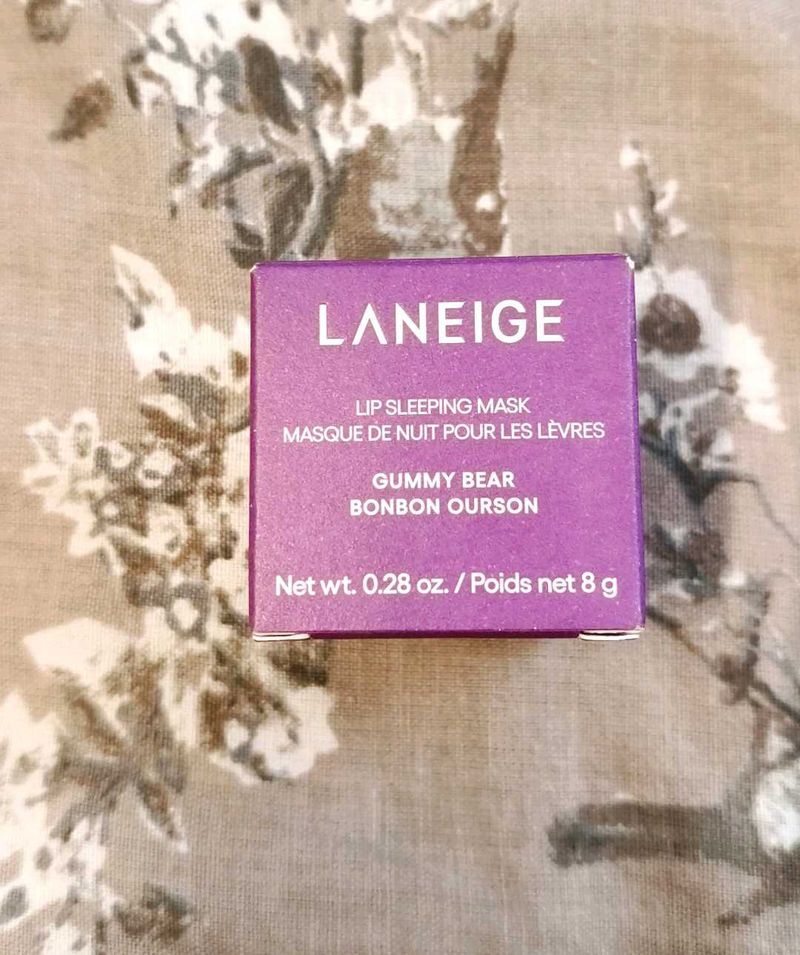 LANEIGE
LIP SLEEPING MASK
MASQUE DE NUIT POUR LES LÈVRES
GUMMY BEAR
BONBON OURSON
Net wt. 0.28 oz. / Poids net 8 g